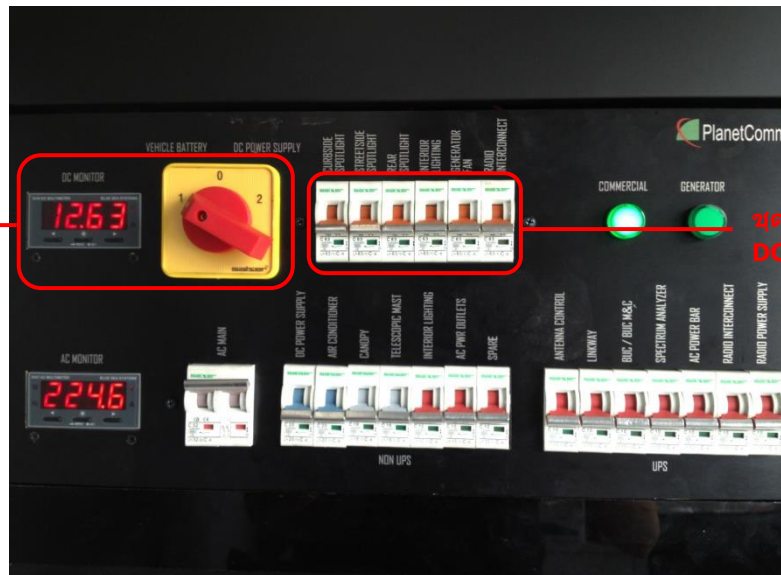 PlanetComm
VEHICLE BATTERY
DC POWER SUPPLY
CURBSIDE SPOTLIGHT
STREETSIDE SPOTLIGHT
REAR SPOTLIGHT
INTERIOR LIGHTING
GENERATOR FAN
RADIO INTERCONNECT
DC MONITOR
12.63
0
1
2
COMMERCIAL
GENERATOR
DC
AC MONITOR
224.6
AC MAIN
DC POWER SUPPLY
AIR CONDITIONER
CANOPY
TELESCOPIC MAST
INTERIOR LIGHTING
AC PWR OUTLETS
SPARE
NON UPS
ANTENNA CONTROL
LINKWAY
BUC / BUC M&C
SPECTRUM ANALYZER
AC POWER BAR
RADIO INTERCONNECT
RADIO POWER SUPPLY
UPS